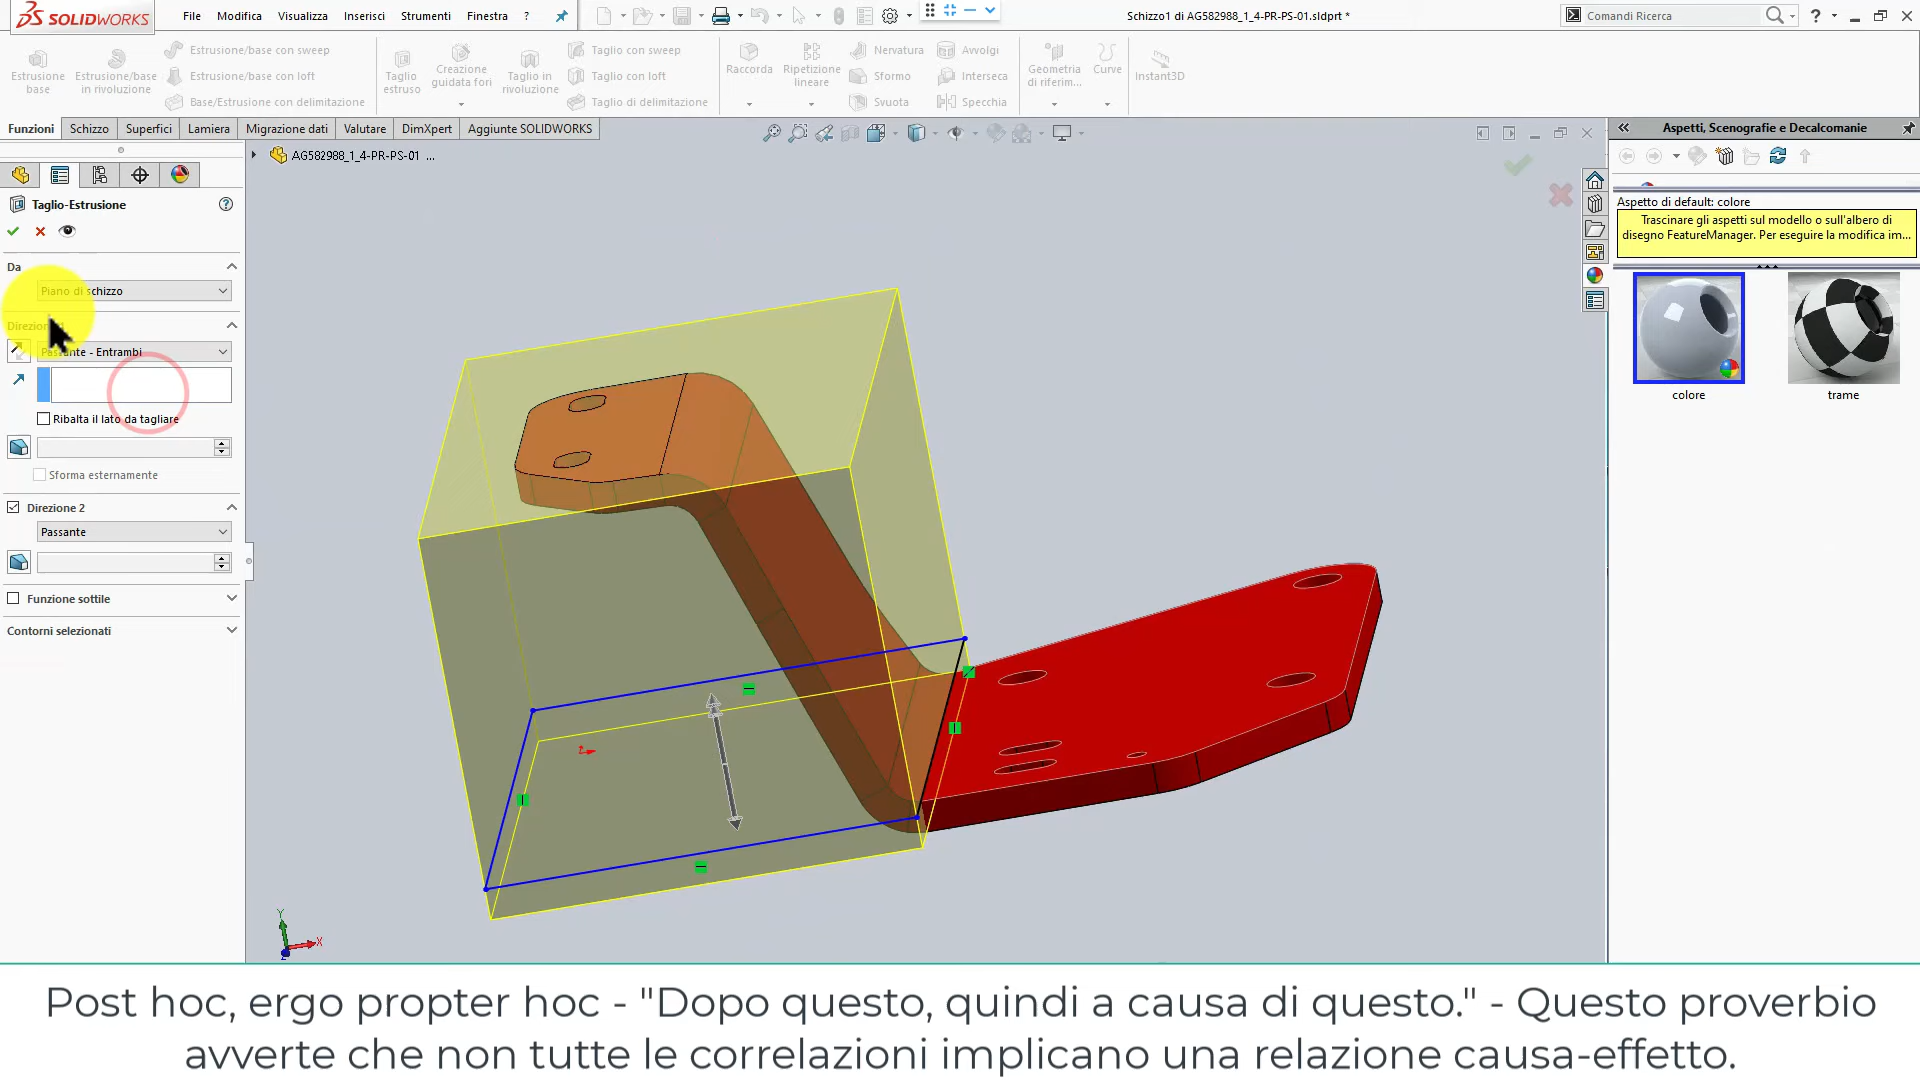 SOLIDWORKS
File Modifica Visualizza Inserisci Strumenti Finestra ?
Schizzo1 di AG582988_1_4-PR-PS-01.sldprt *
Comandi Ricerca
Estrusione base
Estrusione/base in rivoluzione
Estrusione/base con sweep
Estrusione/base con loft
Base/Estrusione con delimitazione
Taglio estruso
Creazione guidata fori
Taglio in rivoluzione
Taglio con sweep
Taglio con loft
Taglio di delimitazione
Raccorda
Ripetizione lineare
Nervatura
Sformo
Svuota
Avvolgi
Interseca
Specchia
Geometria di riferim...
Curve
Instant3D
Funzioni Schizzo Superfici Lamiera Migrazione dati Valutare DimXpert Aggiunte SOLIDWORKS
AG582988_1_4-PR-PS-01 ...
Taglio-Estrusione
Da
Piano di schizzo
Passante - Entrambi
Ribalta il lato da tagliare
Sforma esternamente
Direzione 2
Passante
Funzione sottile
Contorni selezionati
Y
X
Z
Aspetti, Scenografie e Decalcomanie
Aspetto di default: colore
Trascinare gli aspetti sul modello o sull'albero di
disegno FeatureManager. Per eseguire la modifica im...
colore
trame
Post hoc, ergo propter hoc - "Dopo questo, quindi a causa di questo." - Questo proverbio
avverte che non tutte le correlazioni implicano una relazione causa-effetto.